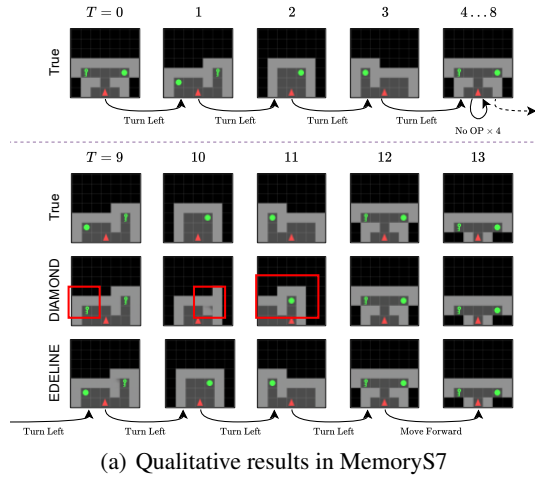 T = 0 1 2 3 4 … 8
True
Turn Left Turn Left Turn Left Turn Left
No OP × 4
T = 9 10 11 12 13
True
DIAMOND
EDELINE
Turn Left Turn Left Turn Left Turn Left Move Forward
(a) Qualitative results in MemoryS7